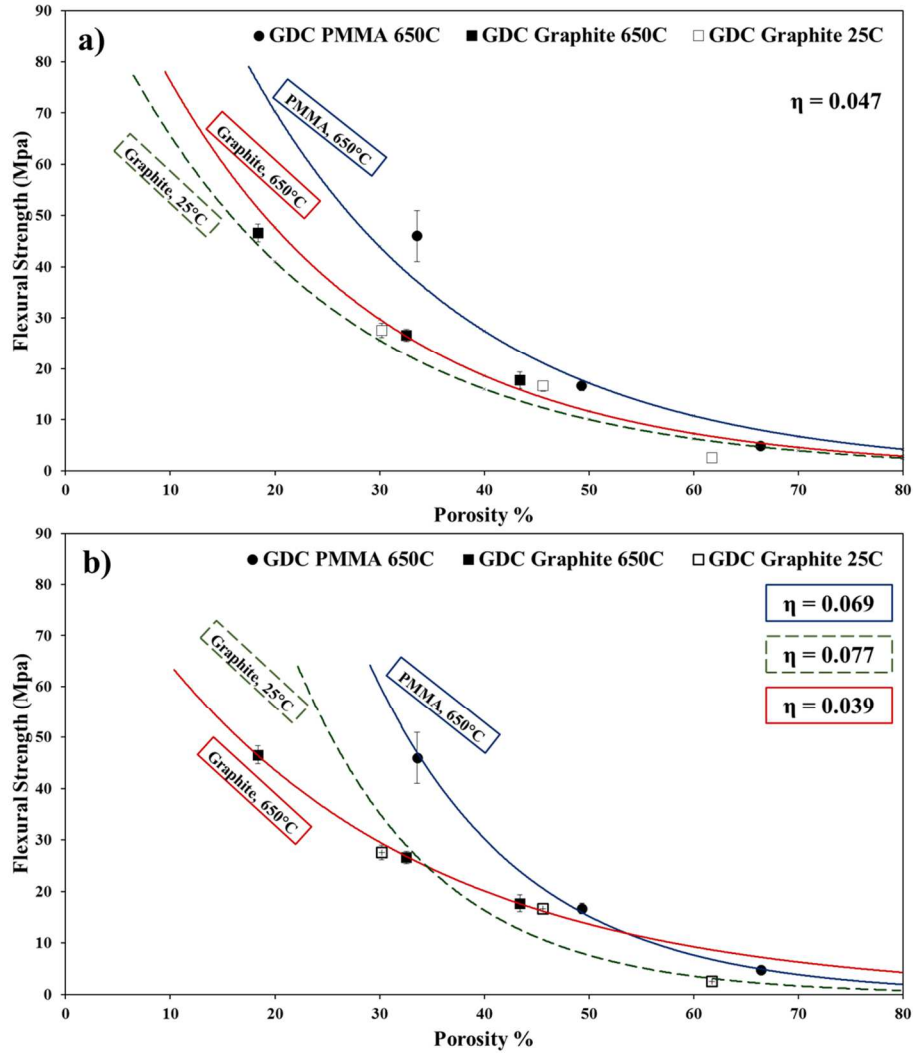 a)
GDC PMMA 650C GDC Graphite 650C GDC Graphite 25C
η = 0.047
PMMA, 650°C
Graphite, 650°C
Graphite, 25°C
Flexural Strength (Mpa)
90
80
70
60
50
40
30
20
10
0
0 10 20 30 40 50 60 70 80
Porosity %
b)
GDC PMMA 650C GDC Graphite 650C GDC Graphite 25C
η = 0.069
η = 0.077
η = 0.039
Graphite, 25°C
PMMA, 650°C
Graphite, 650°C
Flexural Strength (Mpa)
90
80
70
60
50
40
30
20
10
0
0 10 20 30 40 50 60 70 80
Porosity %